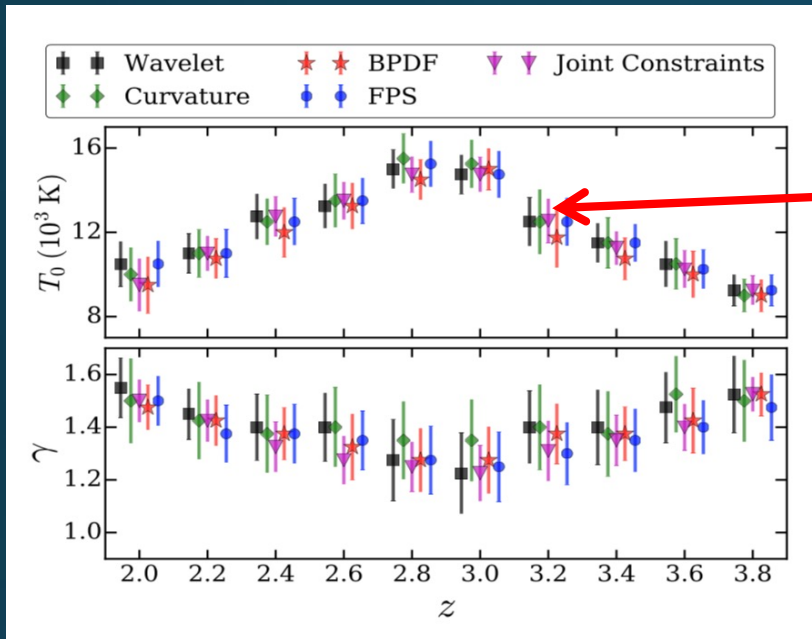 Wavelet BPDF Joint Constraints
Curvature FPS
16
12
8
T₀ (10³ K)
1.6
1.4
1.2
1.0
γ
2.0 2.2 2.4 2.6 2.8 3.0 3.2 3.4 3.6 3.8
z